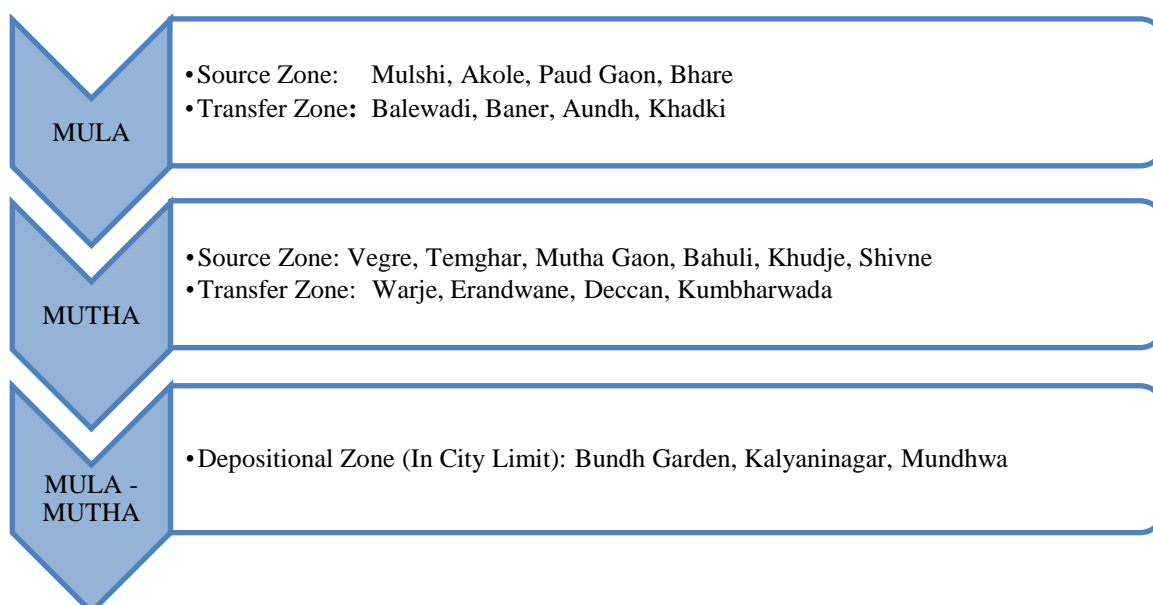 MULA
•Source Zone: Mulshi, Akole, Paud Gaon, Bhare
•Transfer Zone: Balewadi, Baner, Aundh, Khadki
MUTHA
•Source Zone: Vegre, Temghar, Mutha Gaon, Bahuli, Khudje, Shivne
•Transfer Zone: Warje, Erandwane, Deccan, Kumbharwada
MULA -
MUTHA
•Depositional Zone (In City Limit): Bundh Garden, Kalyaninagar, Mundhwa